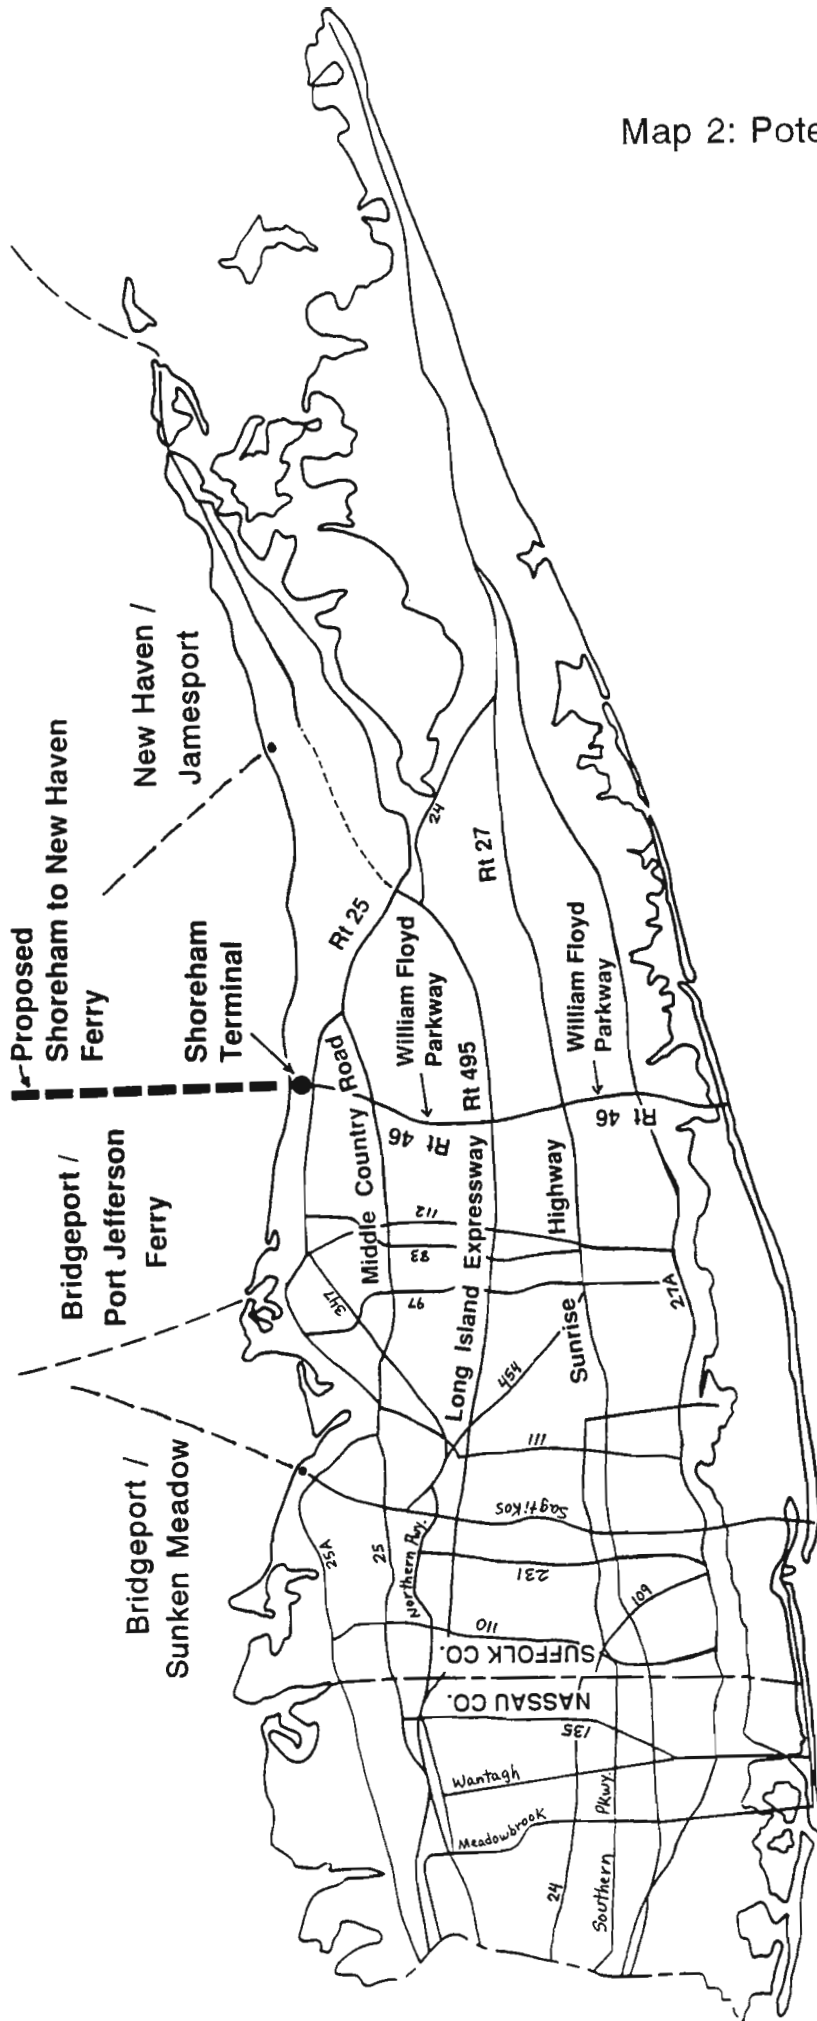 Map 2: Pote
Proposed
Shoreham to New Haven
Ferry
New Haven /
Jamesport
Shoreham
Terminal
Bridgeport /
Port Jefferson
Ferry
Bridgeport /
Sunken Meadow
Rt 25
24
Rt 27
William Floyd
Parkway
William Floyd
Parkway
Rt 495
Rt 46
Rt 46
Middle Country Road
Long Island Expressway
Sunrise Highway
112
83
97
347
454
27A
111
Sagtikos
25A
25
Northern Pwy.
231
109
110
SUFFOLK CO.
NASSAU CO.
135
Wantagh
Meadowbrook
24
Southern Pkwy.